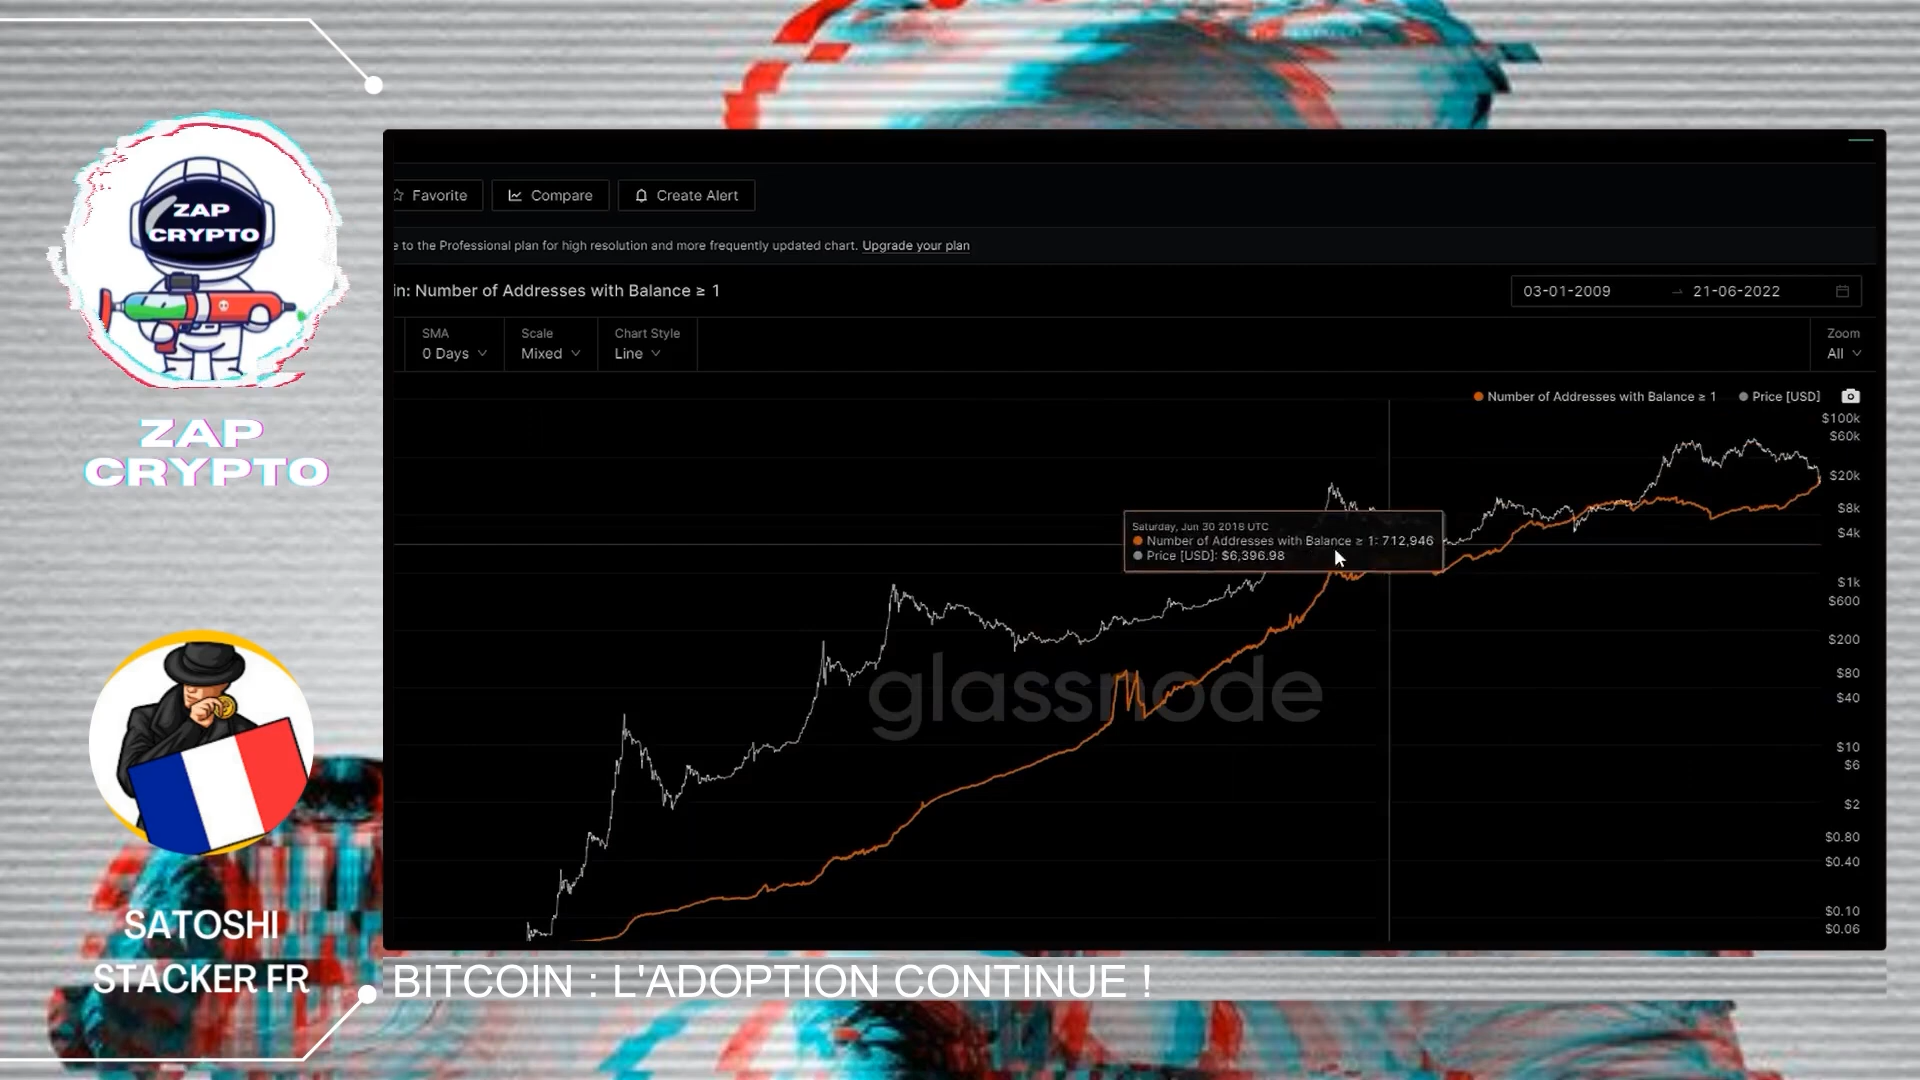 ZAP
CRYPTO
ZAP
CRYPTO
SATOSHI
STACKER FR
Favorite
Compare
Create Alert
e to the Professional plan for high resolution and more frequently updated chart. Upgrade your plan
in: Number of Addresses with Balance ≥ 1
03-01-2009 → 21-06-2022
SMA
0 Days
Scale
Mixed
Chart Style
Line
Zoom
All
Number of Addresses with Balance ≥ 1
Price [USD]
$100k
$60k
$20k
$8k
$4k
$1k
$600
$200
$80
$40
$10
$6
$2
$0.80
$0.40
$0.10
$0.06
Saturday, Jun 30 2018 UTC
Number of Addresses with Balance ≥ 1: 712,946
Price [USD]: $6,396.98
glassnode
BITCOIN : L'ADOPTION CONTINUE !